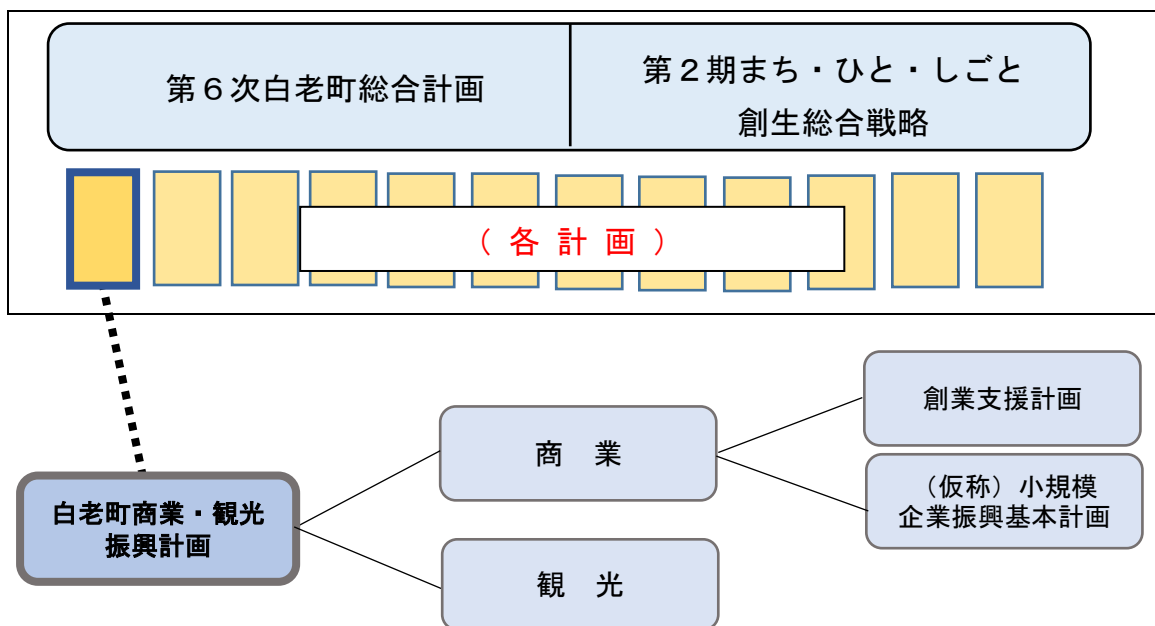 第６次白老町総合計画
第２期まち・ひと・しごと
創生総合戦略
（ 各 計 画 ）
白老町商業・観光
振興計画
商　業
観　光
創業支援計画
（仮称）小規模
企業振興基本計画